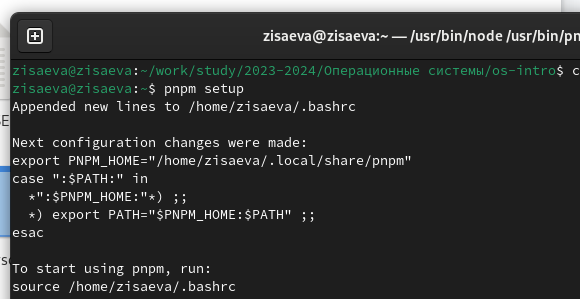 zisaeva@zisaeva:~ — /usr/bin/node /usr/bin/pn
zisaeva@zisaeva:~/work/study/2023-2024/Операционные системы/os-intro$ c
zisaeva@zisaeva:~$ pnpm setup
Appended new lines to /home/zisaeva/.bashrc
Next configuration changes were made:
export PNPM_HOME="/home/zisaeva/.local/share/pnpm"
case ":$PATH:" in
  *":$PNPM_HOME:"*) ;;
  *) export PATH="$PNPM_HOME:$PATH" ;;
esac
To start using pnpm, run:
source /home/zisaeva/.bashrc